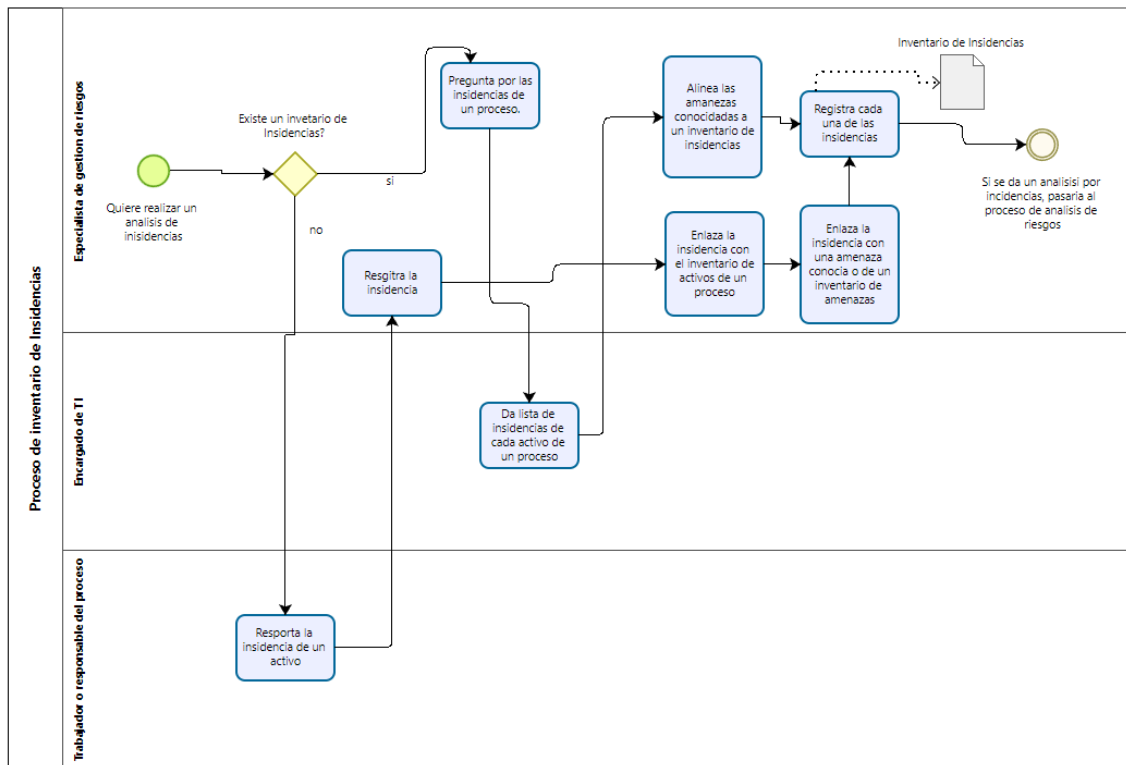 Proceso de inventario de Insidencias
Especialista de gestion de riesgos
Quiere realizar un
analisis de
inisidencias
Existe un invetario de
Insidencias?
si
no
Pregunta por las
insidencias de
un proceso.
Resgitra la
insidencia
Alinea las
amanezas
conocidadas a
un inventario de
insidencias
Enlaza la
insidencia con
el inventario de
activos de un
proceso
Registra cada
una de las
insidencias
Enlaza la
insidencia con
una amenaza
conocia o de un
inventario de
amenazas
Inventario de Insidencias
Si se da un analisisi por
incidencias, pasaria al
proceso de analisis de
riesgos
Encargado de TI
Da lista de
insidencias de
cada activo de
un proceso
Trabajador o responsable del proceso
Resporta la
insidencia de un
activo